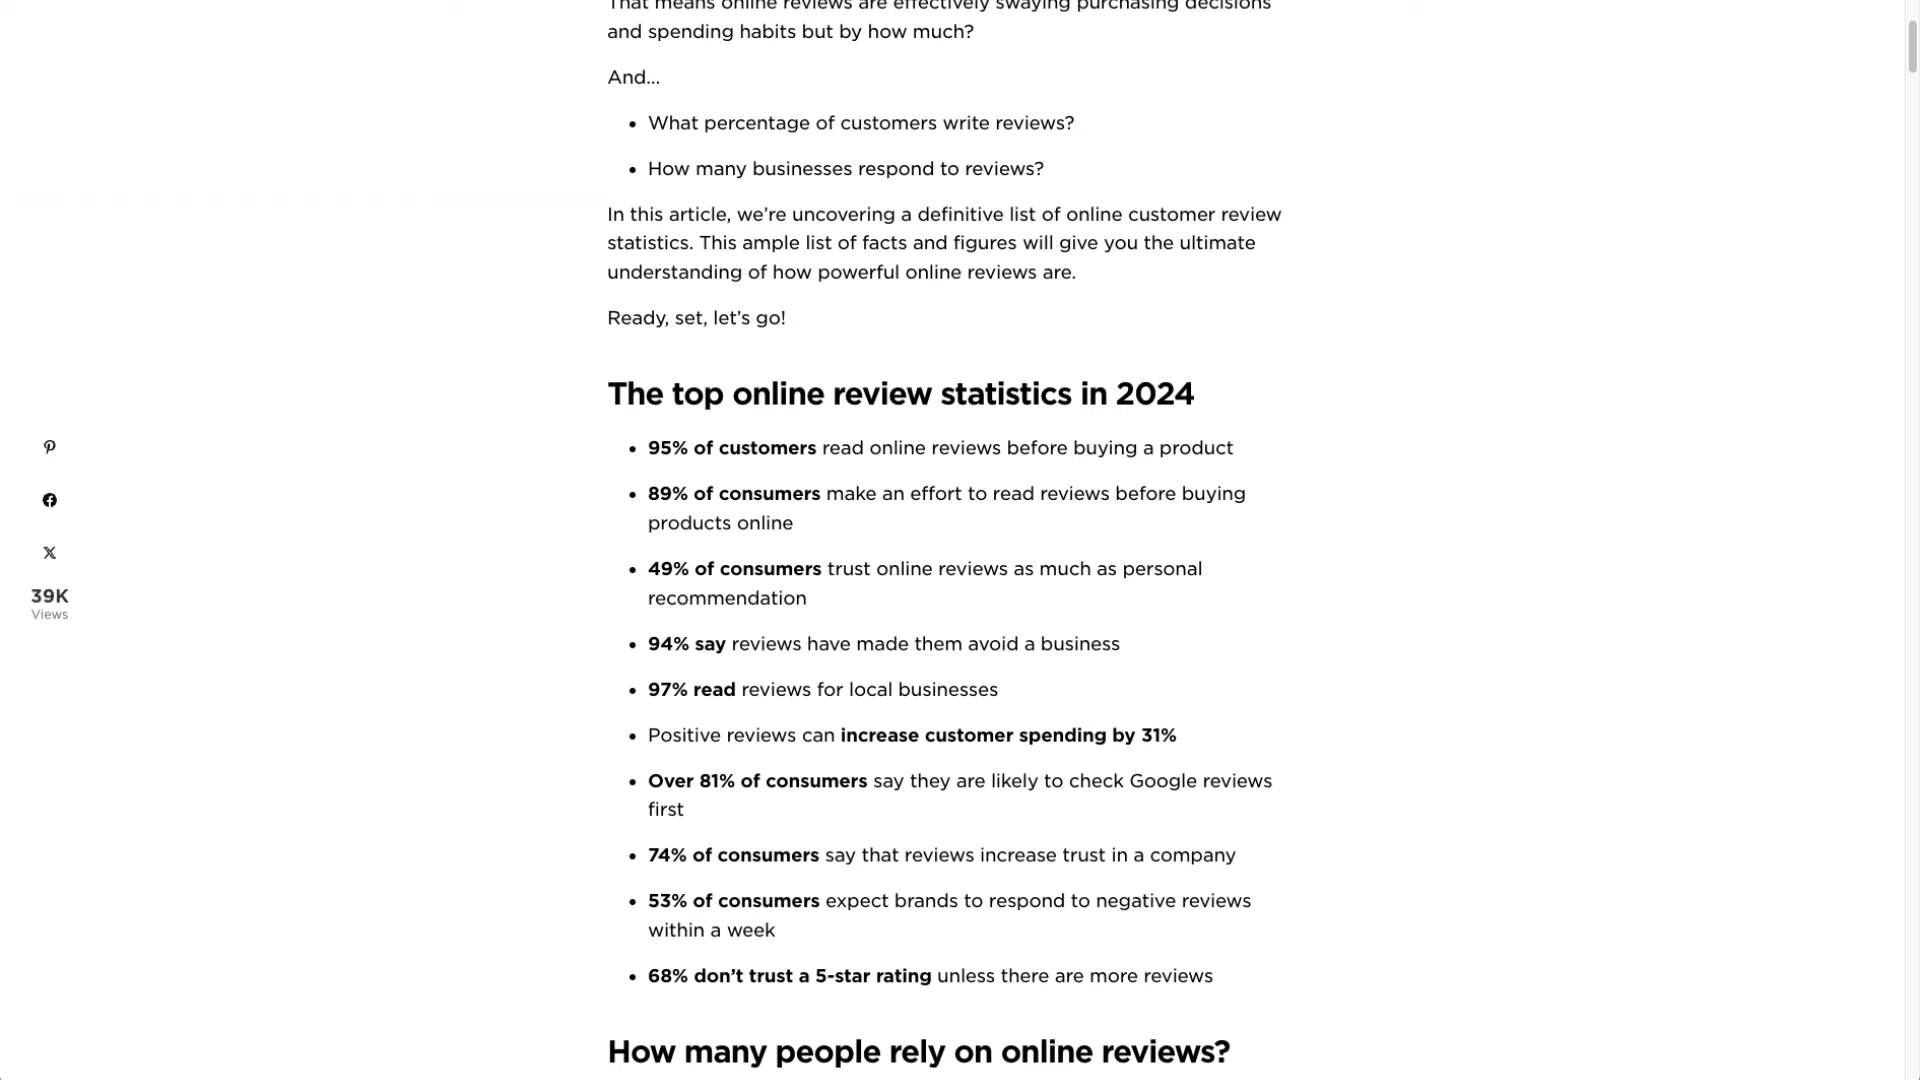 That means online reviews are effectively swaying purchasing decisions
and spending habits but by how much?
And...
• What percentage of customers write reviews?
• How many businesses respond to reviews?
In this article, we’re uncovering a definitive list of online customer review
statistics. This ample list of facts and figures will give you the ultimate
understanding of how powerful online reviews are.
Ready, set, let’s go!
The top online review statistics in 2024
• 95% of customers read online reviews before buying a product
• 89% of consumers make an effort to read reviews before buying
products online
• 49% of consumers trust online reviews as much as personal
recommendation
• 94% say reviews have made them avoid a business
• 97% read reviews for local businesses
• Positive reviews can increase customer spending by 31%
• Over 81% of consumers say they are likely to check Google reviews
first
• 74% of consumers say that reviews increase trust in a company
• 53% of consumers expect brands to respond to negative reviews
within a week
• 68% don’t trust a 5-star rating unless there are more reviews
How many people rely on online reviews?
39K
Views